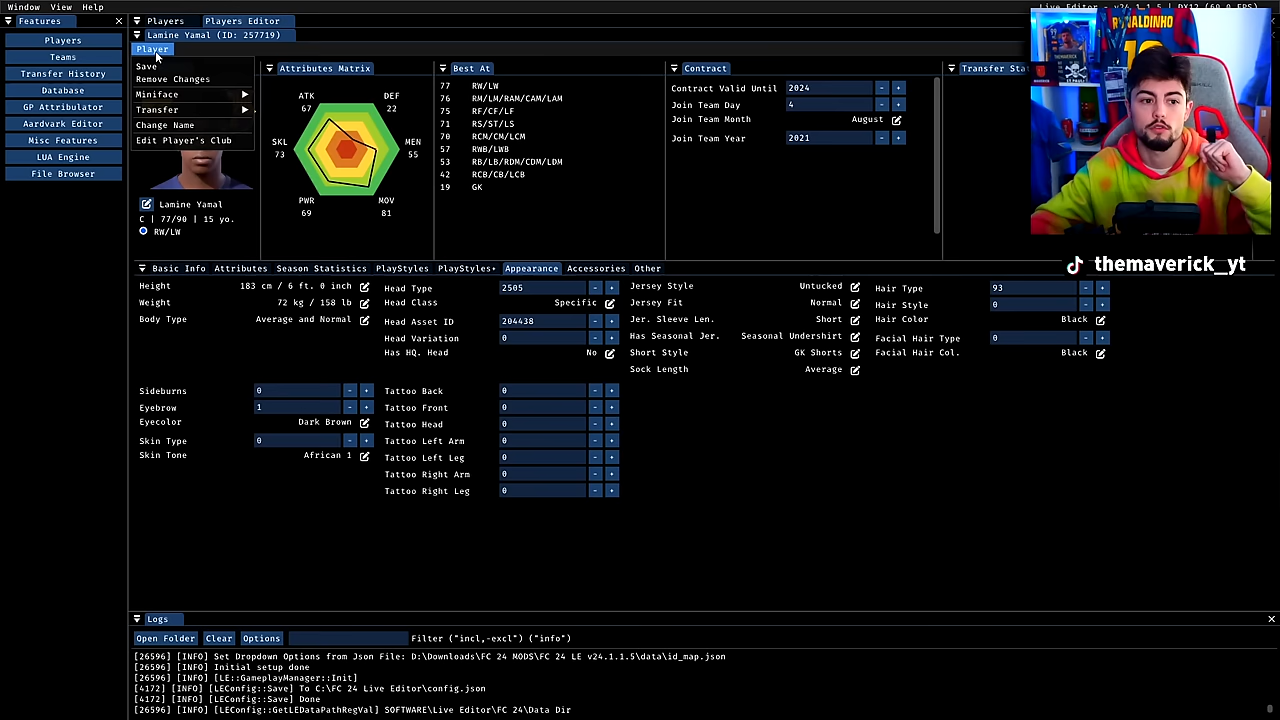 Window View Help
Live Editor - v24.1.1.5 | DX12 (60.0 FPS)
Features
Players Players Editor
Lamine Yamal (ID: 257719)
Player
Players
Teams
Transfer History
Database
GP Attributor
Aardvark Editor
Misc Features
LUA Engine
File Browser
Save
Remove Changes
Miniface
Transfer
Change Name
Edit Player's Club
Lamine Yamal
C | 77/90 | 15 yo.
RW/LW
Attributes Matrix
ATK
67
DEF
22
SKL
73
MEN
55
PWR
69
MOV
81
Best At
77 RW/LW
76 RM/LM/RAM/CAM/LAM
75 RF/CF/LF
71 RS/ST/LS
70 RCM/CM/LCM
57 RWB/LWB
53 RB/LB/RDM/CDM/LDM
42 RCB/CB/LCB
19 GK
Contract
Contract Valid Until 2024 - +
Join Team Day 4 - +
Join Team Month August
Join Team Year 2021 - +
Transfer Sta
RONALDINHO
10
themaverick_yt
Basic Info Attributes Season Statistics PlayStyles PlayStyles+ Appearance Accessories Other
Height 183 cm / 6 ft. 0 inch
Weight 72 kg / 158 lb
Body Type Average and Normal
Head Type 2505 - +
Head Class Specific
Head Asset ID 204438
Head Variation 0 - +
Has HQ. Head No
Jersey Style Untucked
Jersey Fit Normal
Jer. Sleeve Len. Short
Has Seasonal Jer. Seasonal Undershirt
Short Style GK Shorts
Sock Length Average
Hair Type 93 - +
Hair Style 0 - +
Hair Color Black
Facial Hair Type 0 - +
Facial Hair Col. Black
Sideburns 0 - +
Eyebrow 1 - +
Eyecolor Dark Brown
Skin Type 0 - +
Skin Tone African 1
Tattoo Back 0 - +
Tattoo Front 0 - +
Tattoo Head 0 - +
Tattoo Left Arm 0 - +
Tattoo Left Leg 0 - +
Tattoo Right Arm 0 - +
Tattoo Right Leg 0 - +
Logs
Open Folder Clear Options Filter ("incl,-excl") ("info")
[26596] [INFO] Set Dropdown Options from Json File: D:\Downloads\FC 24 MODS\FC 24 LE v24.1.1.5\data\id_map.json
[26596] [INFO] Initial setup done
[26596] [INFO] [LE::GameplayManager::Init]
[4172] [INFO] [LEConfig::Save] To C:\FC 24 Live Editor\config.json
[4172] [INFO] [LEConfig::Save] Done
[26596] [INFO] [LEConfig::GetLEDataPathRegVal] SOFTWARE\Live Editor\FC 24\Data Dir